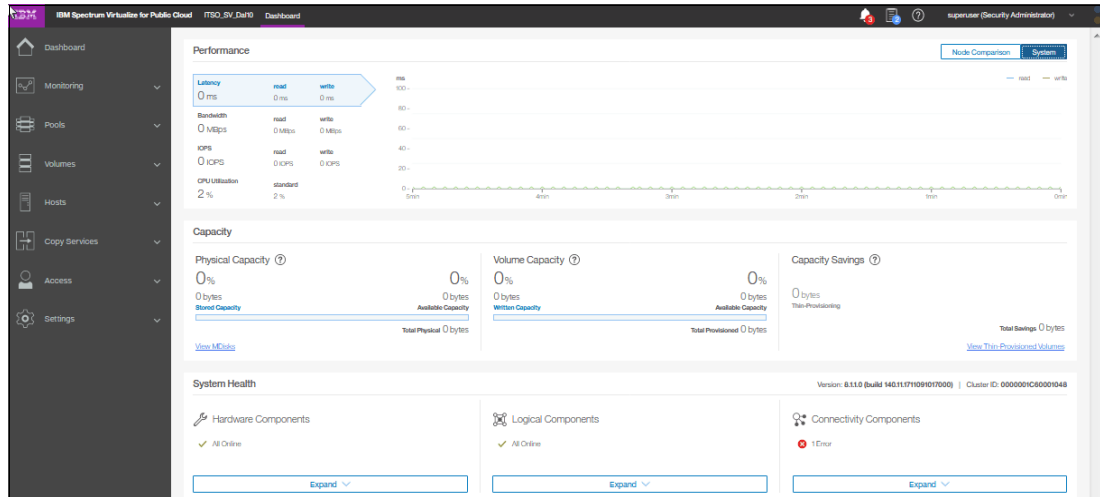 IBM IBM Spectrum Virtualize for Public Cloud ITSO_SV_Dal10 Dashboard 3 2 ? superuser (Security Administrator)
Dashboard
Monitoring
Pools
Volumes
Hosts
Copy Services
Access
Settings
Performance
Node Comparison System
Latency read write
0 ms 0 ms 0 ms
Bandwidth read write
0 MBps 0 MBps 0 MBps
IOPS read write
0 IOPS 0 IOPS 0 IOPS
CPU Utilization standard
2 % 2 %
ms
read write
100
80
60
40
20
0
5min 4min 3min 2min 1min 0min
Capacity
Physical Capacity ?
0% 0%
0 bytes 0 bytes
Stored Capacity Available Capacity
Total Physical 0 bytes
View MDisks
Volume Capacity ?
0% 0%
0 bytes 0 bytes
Written Capacity Available Capacity
Total Provisioned 0 bytes
Capacity Savings ?
0 bytes
Thin-Provisioning
Total Savings 0 bytes
View Thin-Provisioned Volumes
System Health
Version: 8.1.1.0 (build 140.11.1711091017000) | Cluster ID: 0000001C60001048
Hardware Components
All Online
Expand
Logical Components
All Online
Expand
Connectivity Components
1 Error
Expand